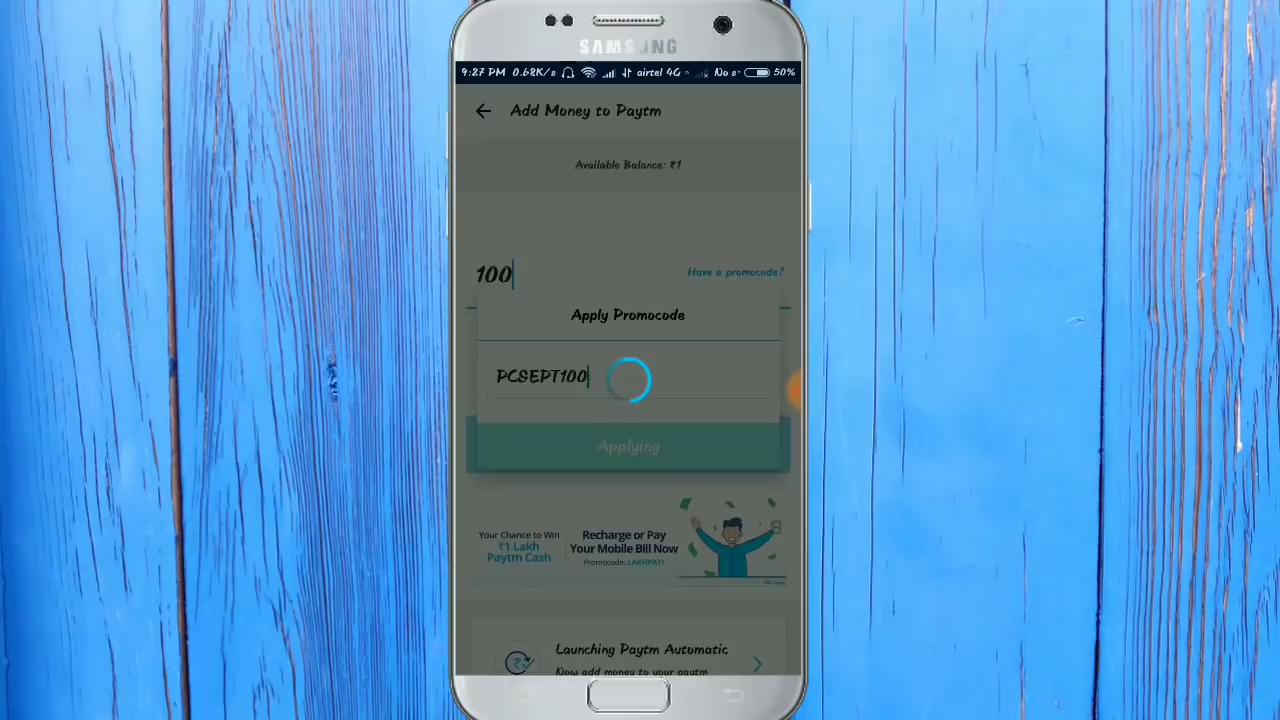 SAMSUNG
9:27 PM 0.68K/s airtel 4G No s· 50%
Add Money to Paytm
Available Balance: ₹1
100
Have a promocode?
Apply Promocode
PCSEPT100
Applying
Your Chance to Win
₹1 Lakh
Paytm Cash
Recharge or Pay
Your Mobile Bill Now
Promocode: LAKHPATI
Launching Paytm Automatic
Now add money to your paytm